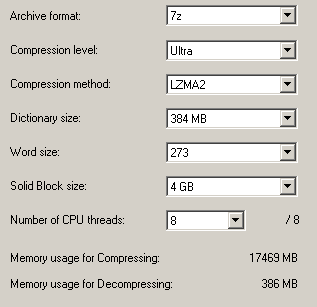 Archive format: 7z
Compression level: Ultra
Compression method: LZMA2
Dictionary size: 384 MB
Word size: 273
Solid Block size: 4 GB
Number of CPU threads: 8 / 8
Memory usage for Compressing: 17469 MB
Memory usage for Decompressing: 386 MB